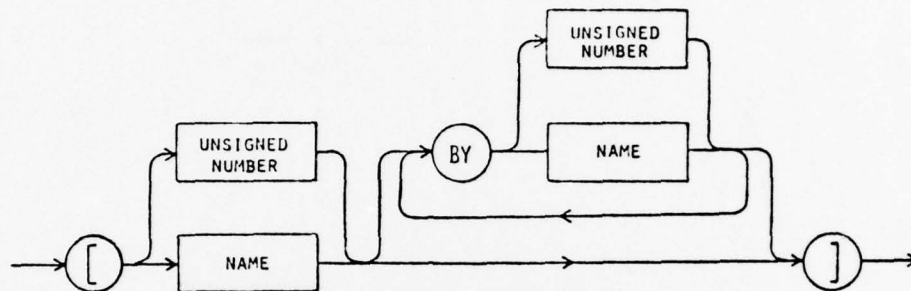 UNSIGNED
NUMBER
UNSIGNED
NUMBER
BY
NAME
[
NAME
]